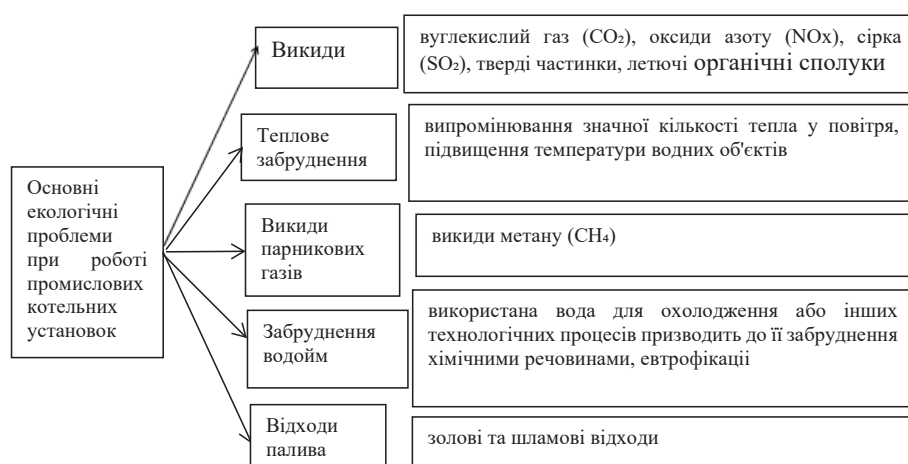 Основні
екологічні
проблеми
при роботі
промислових
котельних
установок
Викиди
вуглекислий газ (CO₂), оксиди азоту (NOx), сірка
(SO₂), тверді частинки, летючі органічні сполуки
Теплове
забруднення
випромінювання значної кількості тепла у повітря,
підвищення температури водних об'єктів
Викиди
парникових
газів
викиди метану (CH₄)
Забруднення
водойм
використана вода для охолодження або інших
технологічних процесів призводить до її забруднення
хімічними речовинами, евтрофікації
Відходи
палива
золові та шламові відходи